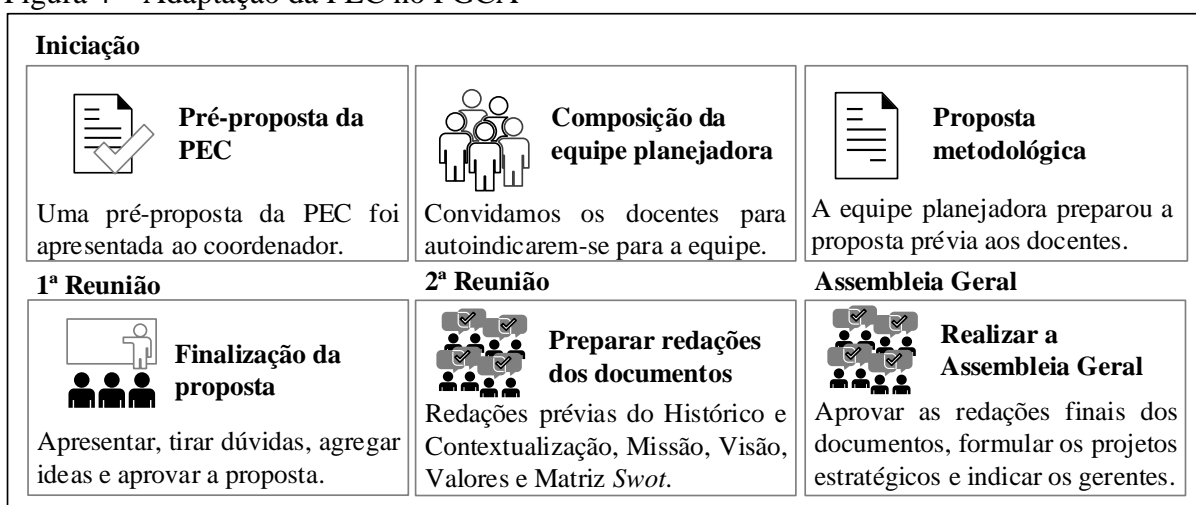 Figura 4 – Adaptação da PEC no PGCA
Iniciação
Pré-proposta da
PEC
Uma pré-proposta da PEC foi
apresentada ao coordenador.
Composição da
equipe planejadora
Convidamos os docentes para
autoindicarem-se para a equipe.
Proposta
metodológica
A equipe planejadora preparou a
proposta prévia aos docentes.
1ª Reunião
Finalização da
proposta
Apresentar, tirar dúvidas, agregar
ideas e aprovar a proposta.
2ª Reunião
Preparar redações
dos documentos
Redações prévias do Histórico e
Contextualização, Missão, Visão,
Valores e Matriz Swot.
Assembleia Geral
Realizar a
Assembleia Geral
Aprovar as redações finais dos
documentos, formular os projetos
estratégicos e indicar os gerentes.